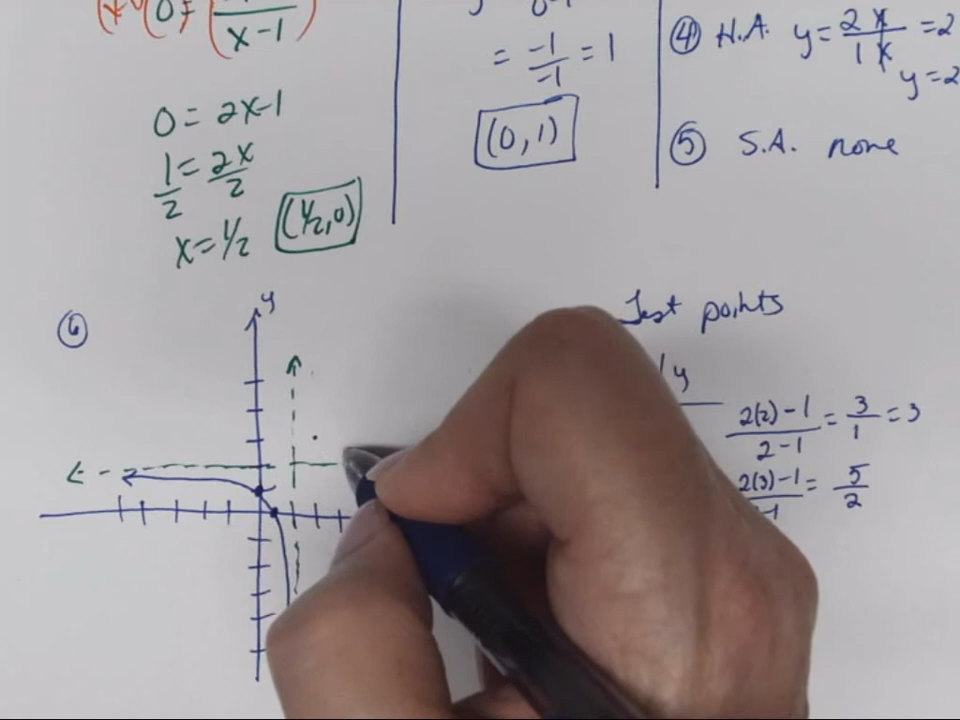 x-1
0 = 2x-1
1/2 = 2x/2
x = 1/2 (1/2, 0)
= -1/-1 = 1
(0, 1)
④ H.A. y = 2x/1x = 2
y = 2
⑤ S.A. none
⑥ y
Test points
y
2(2)-1/2-1 = 3/1 = 3
2(3)-1 = 5/2